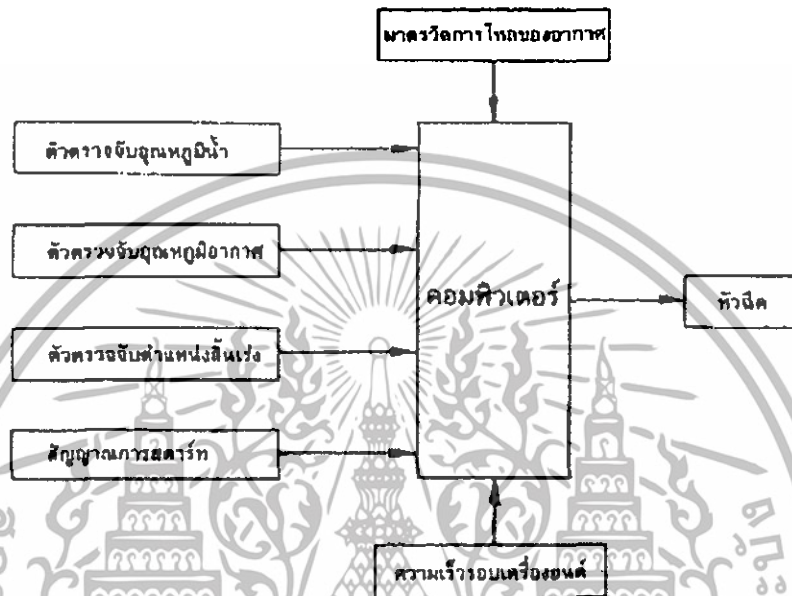 มาตรวัดการไหลของอากาศ
ตัวตรวจจับอุณหภูมิน้ำ
ตัวตรวจจับอุณหภูมิอากาศ
คอมพิวเตอร์
หัวฉีด
ตัวตรวจจับตำแหน่งลิ้นเร่ง
สัญญาณการสตาร์ท
ความเร็วรอบเครื่องยนต์